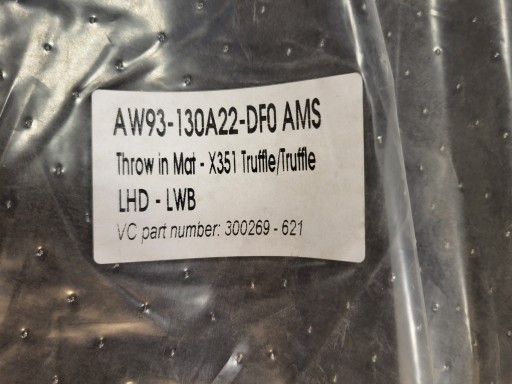 AW93-130A22-DF0 AMS
Throw in Mat - X351 Truffle/Truffle
LHD - LWB
VC part number: 300269 - 621